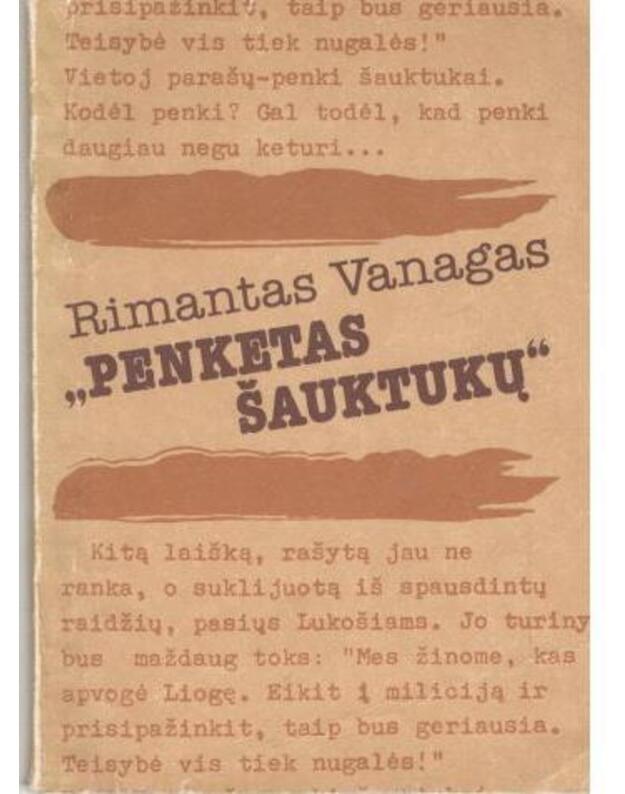 prisipažinkit, taip bus geriausia.
Teisybė vis tiek nugalės!"
Vietoj parašų-penki šauktukai.
Kodėl penki? Gal todėl, kad penki
daugiau negu keturi...
Rimantas Vanagas
„PENKETAS
ŠAUKTUKŲ“
Kitą laišką, rašytą jau ne
ranka, o suklijuotą iš spausdintų
raidžių, pasiųs Lukošiams. Jo turiny
bus maždaug toks: "Mes žinome, kas
apvogė Liogę. Eikit į miliciją ir
prisipažinkit, taip bus geriausia.
Teisybė vis tiek nugalės!"